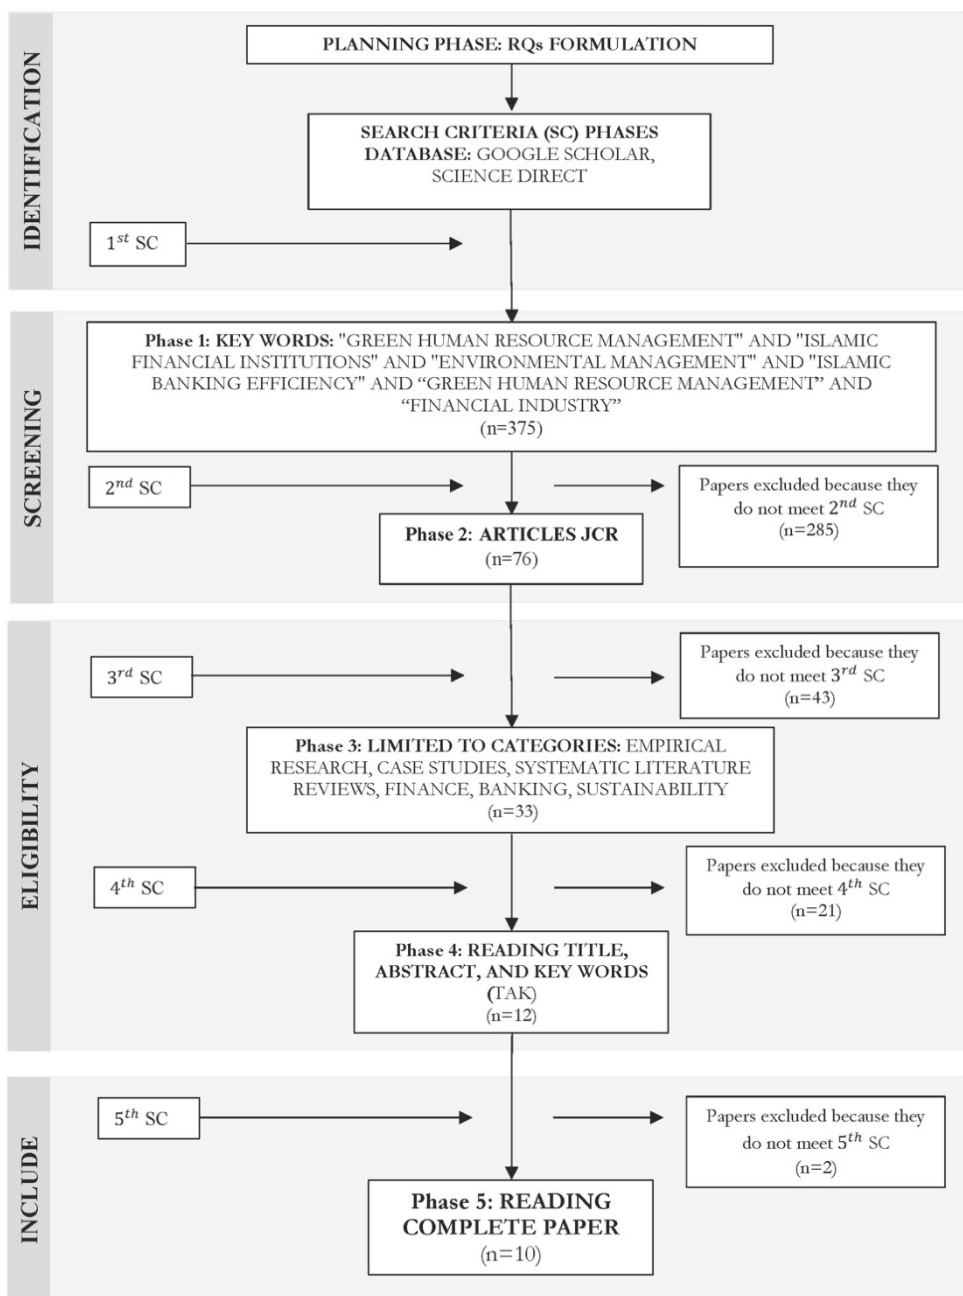 IDENTIFICATION
PLANNING PHASE: RQs FORMULATION
SEARCH CRITERIA (SC) PHASES
DATABASE: GOOGLE SCHOLAR,
SCIENCE DIRECT
1st SC
SCREENING
Phase 1: KEY WORDS: "GREEN HUMAN RESOURCE MANAGEMENT" AND "ISLAMIC
FINANCIAL INSTITUTIONS" AND "ENVIRONMENTAL MANAGEMENT" AND "ISLAMIC
BANKING EFFICIENCY" AND “GREEN HUMAN RESOURCE MANAGEMENT” AND
“FINANCIAL INDUSTRY”
(n=375)
2nd SC
Papers excluded because they
do not meet 2nd SC
(n=285)
Phase 2: ARTICLES JCR
(n=76)
ELIGIBILITY
3rd SC
Papers excluded because they
do not meet 3rd SC
(n=43)
Phase 3: LIMITED TO CATEGORIES: EMPIRICAL
RESEARCH, CASE STUDIES, SYSTEMATIC LITERATURE
REVIEWS, FINANCE, BANKING, SUSTAINABILITY
(n=33)
4th SC
Papers excluded because they
do not meet 4th SC
(n=21)
Phase 4: READING TITLE,
ABSTRACT, AND KEY WORDS
(TAK)
(n=12)
INCLUDE
5th SC
Papers excluded because they
do not meet 5th SC
(n=2)
Phase 5: READING
COMPLETE PAPER
(n=10)